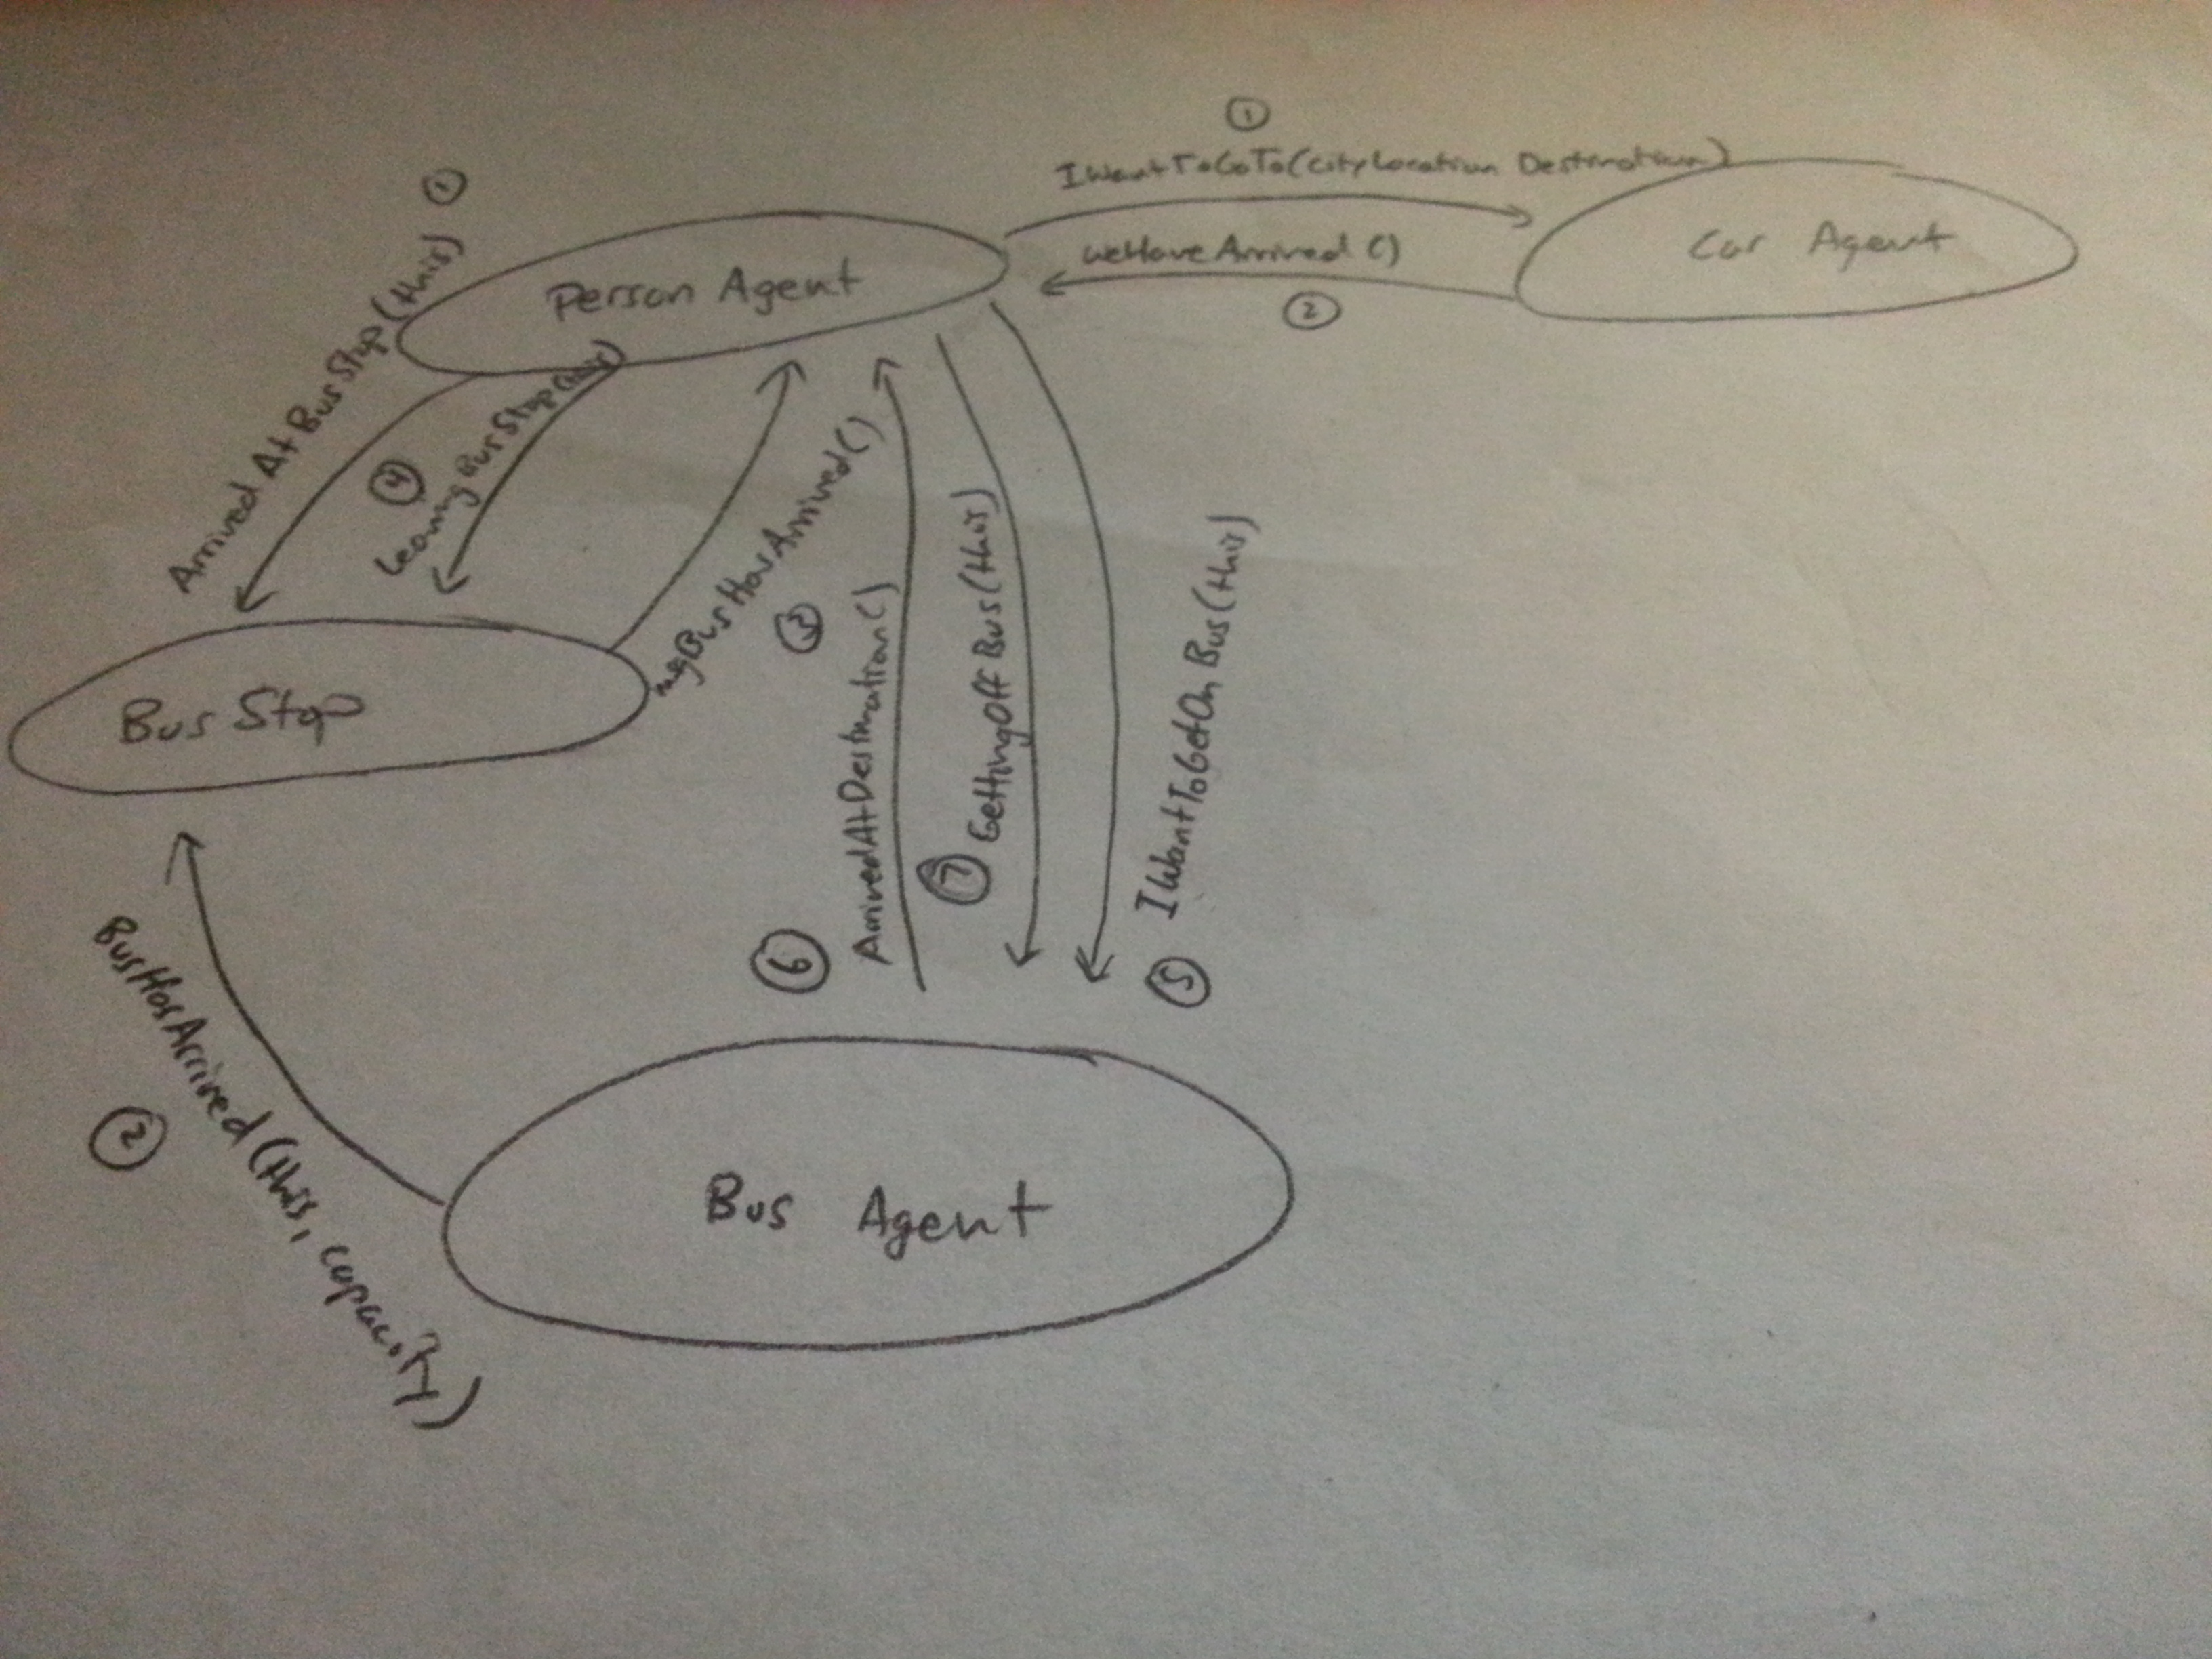 ①
IWantToGoTo(CityLocation Destination)
Person Agent
WeHaveArrived()
②
Car Agent
ArrivedAtBusStop(this) ①
④
LeavingBusStop(this)
msgBusHasArrived()
③
ArrivedAtDestination()
⑥
GettingOffBus(this)
⑦
IWantToGetOnBus(this)
⑤
Bus Stop
BusHasArrived(this, capacity)
②
Bus Agent